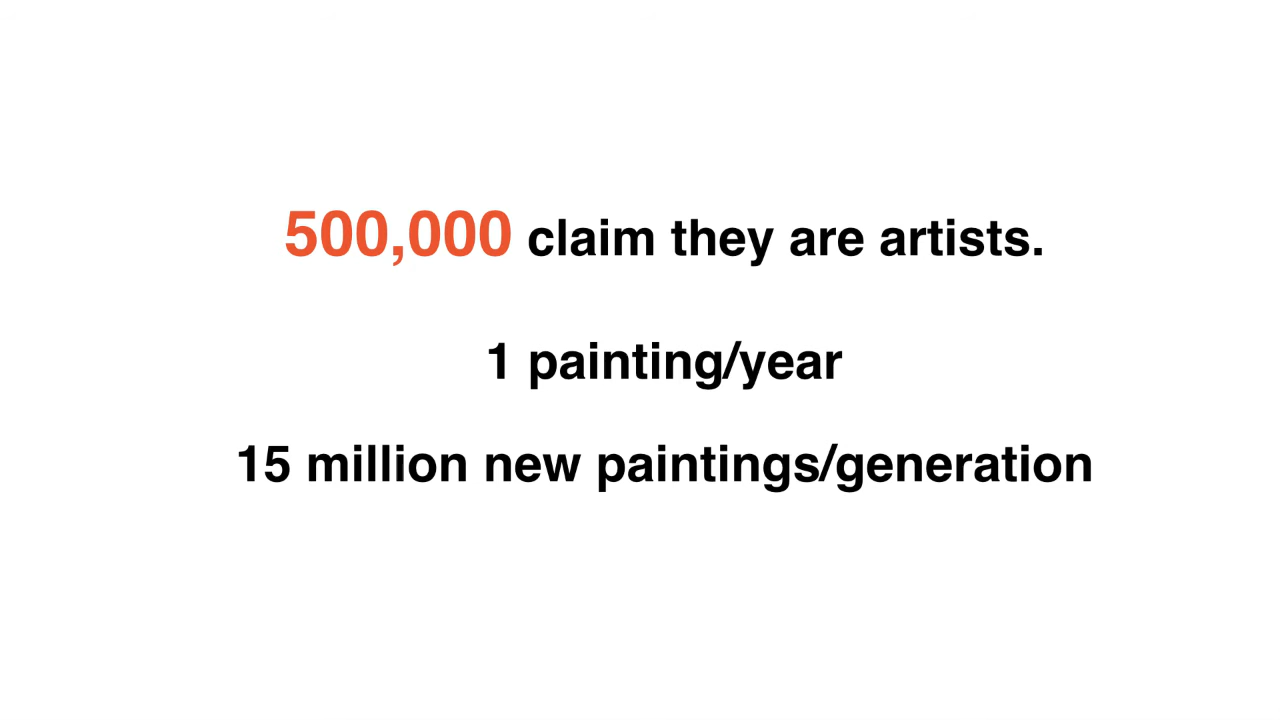 500,000 claim they are artists.
1 painting/year
15 million new paintings/generation